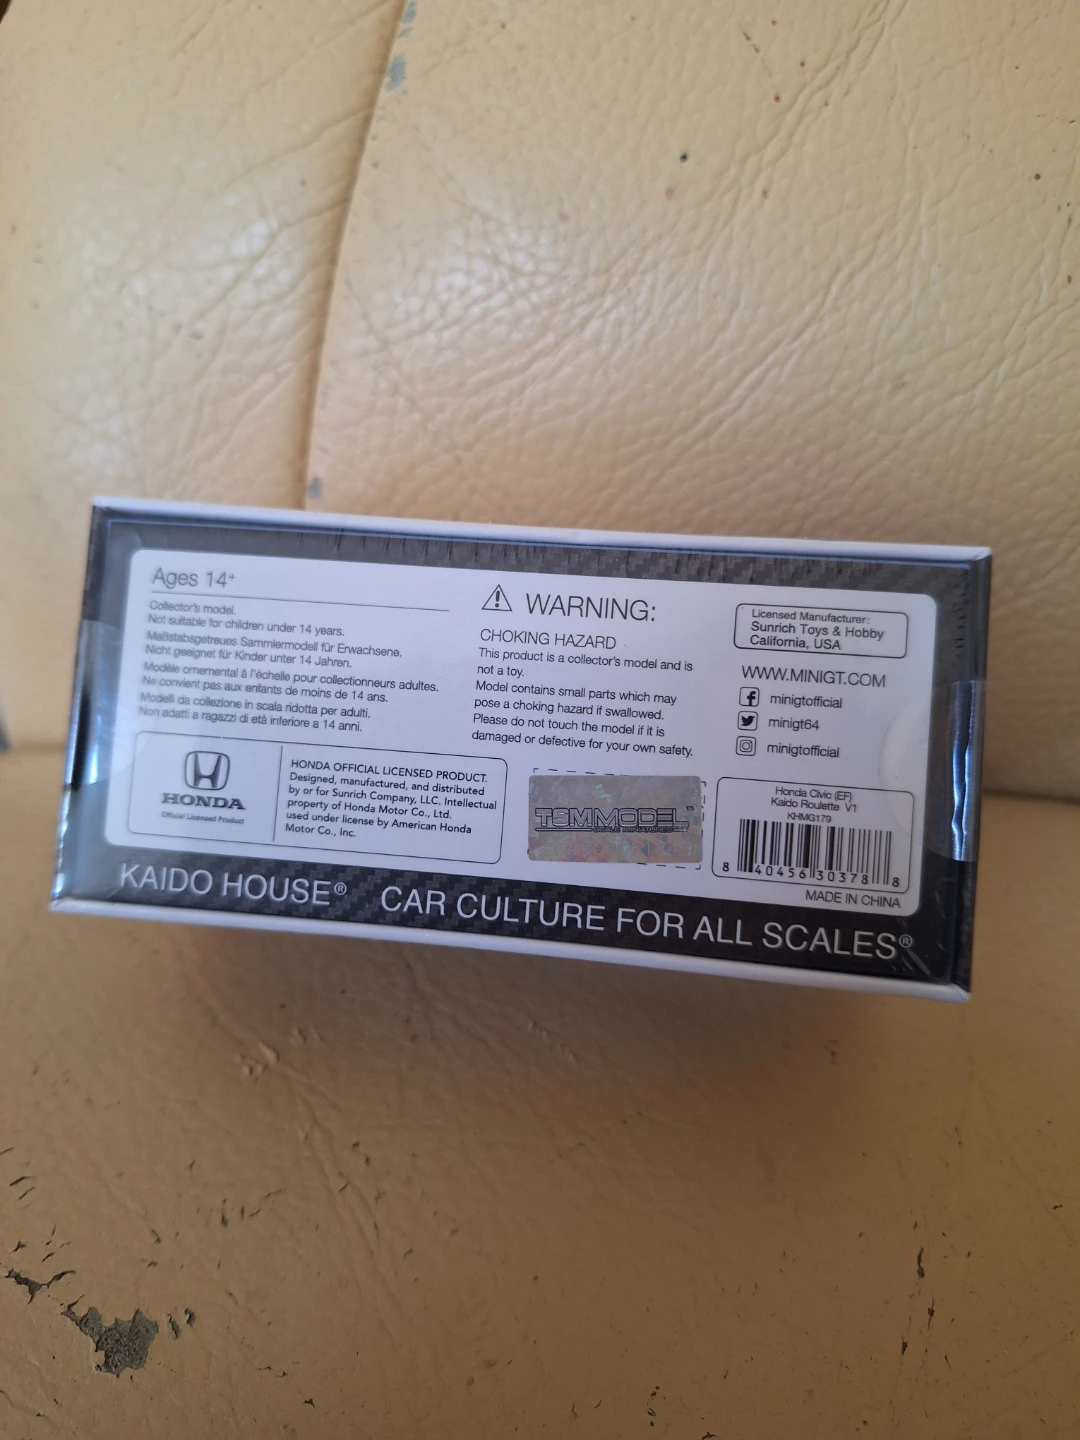 Ages 14+
Collector's model.
Not suitable for children under 14 years.
Maßstabsgetreues Sammlermodell für Erwachsene.
Nicht geeignet für Kinder unter 14 Jahren.
Modèle ornemental à l'échelle pour collectionneurs adultes.
Ne convient pas aux enfants de moins de 14 ans.
Modelli da collezione in scala ridotta per adulti.
Non adatti a ragazzi di età inferiore a 14 anni.
HONDA
Official Licensed Product
HONDA OFFICIAL LICENSED PRODUCT.
Designed, manufactured, and distributed
by or for Sunrich Company, LLC. Intellectual
property of Honda Motor Co., Ltd.
used under license by American Honda
Motor Co., Inc.
WARNING:
CHOKING HAZARD
This product is a collector's model and is
not a toy.
Model contains small parts which may
pose a choking hazard if swallowed.
Please do not touch the model if it is
damaged or defective for your own safety.
TSM MODEL
SCALE MINIATURES
Licensed Manufacturer:
Sunrich Toys & Hobby
California, USA
WWW.MINIGT.COM
minigtofficial
minigt64
minigtofficial
Honda Civic (EF)
Kaido Roulette V1
KHMG179
8 40456 30378 8
MADE IN CHINA
KAIDO HOUSE® CAR CULTURE FOR ALL SCALES®